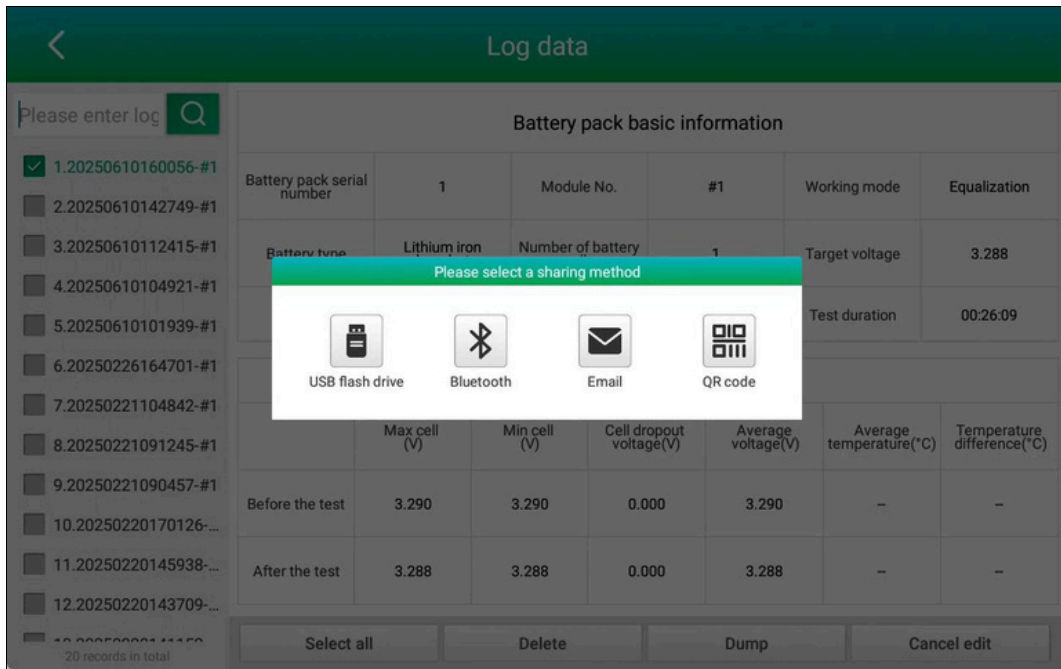 Log data
Please enter log
1.20250610160056-#1
2.20250610142749-#1
3.20250610112415-#1
4.20250610104921-#1
5.20250610101939-#1
6.20250226164701-#1
7.20250221104842-#1
8.20250221091245-#1
9.20250221090457-#1
10.20250220170126-...
11.20250220145938-...
12.20250220143709-...
20 records in total
Battery pack basic information
Battery pack serial
number
1
Module No.
#1
Working mode
Equalization
Battery type
Lithium iron
Number of battery
1
Target voltage
3.288
Test duration
00:26:09
Please select a sharing method
USB flash drive
Bluetooth
Email
QR code
Max cell
(V)
Min cell
(V)
Cell dropout
voltage(V)
Average
voltage(V)
Average
temperature(°C)
Temperature
difference(°C)
Before the test
3.290
3.290
0.000
3.290
--
--
After the test
3.288
3.288
0.000
3.288
--
--
Select all
Delete
Dump
Cancel edit